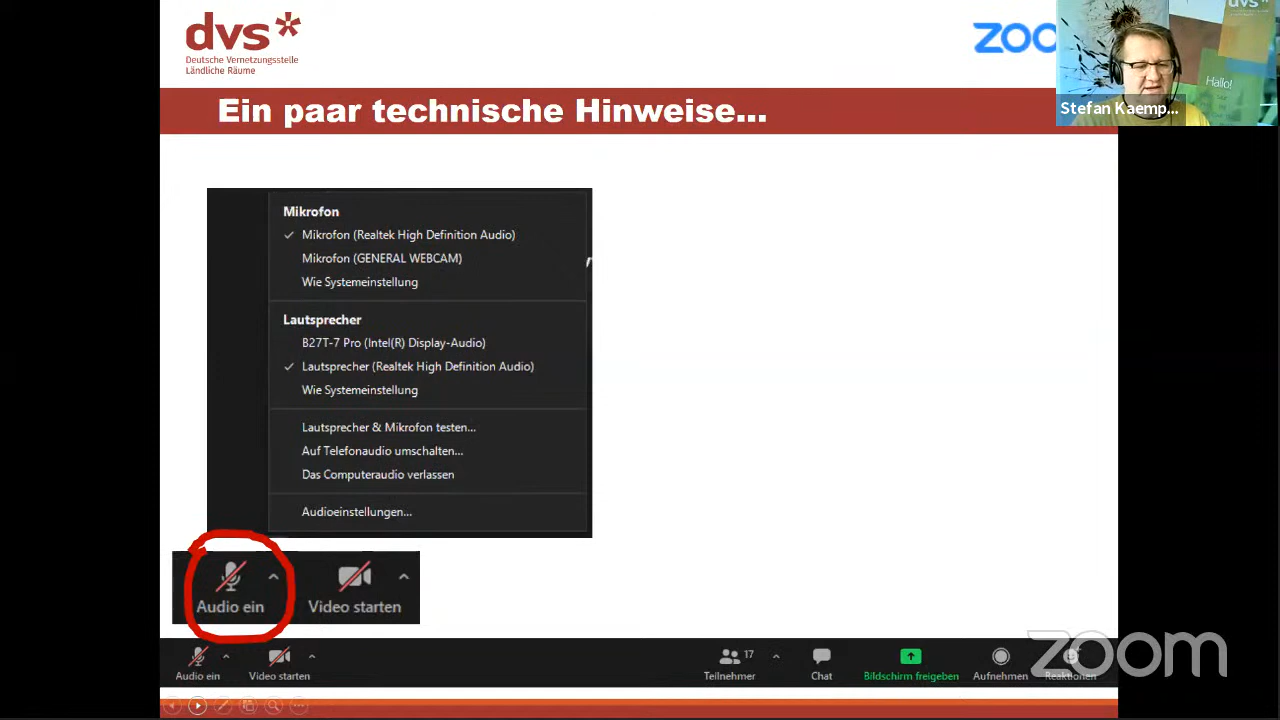 dvs*
Deutsche Vernetzungsstelle
Ländliche Räume
zoo
Hallo!
Stefan Kaemp...
Ein paar technische Hinweise...
Mikrofon
✓ Mikrofon (Realtek High Definition Audio)
Mikrofon (GENERAL WEBCAM)
Wie Systemeinstellung
Lautsprecher
B27T-7 Pro (Intel(R) Display-Audio)
✓ Lautsprecher (Realtek High Definition Audio)
Wie Systemeinstellung
Lautsprecher & Mikrofon testen...
Auf Telefonaudio umschalten...
Das Computeraudio verlassen
Audioeinstellungen...
Audio ein
Video starten
Audio ein
Video starten
17
Teilnehmer
Chat
Bildschirm freigeben
Aufnehmen
Reaktionen
zoom